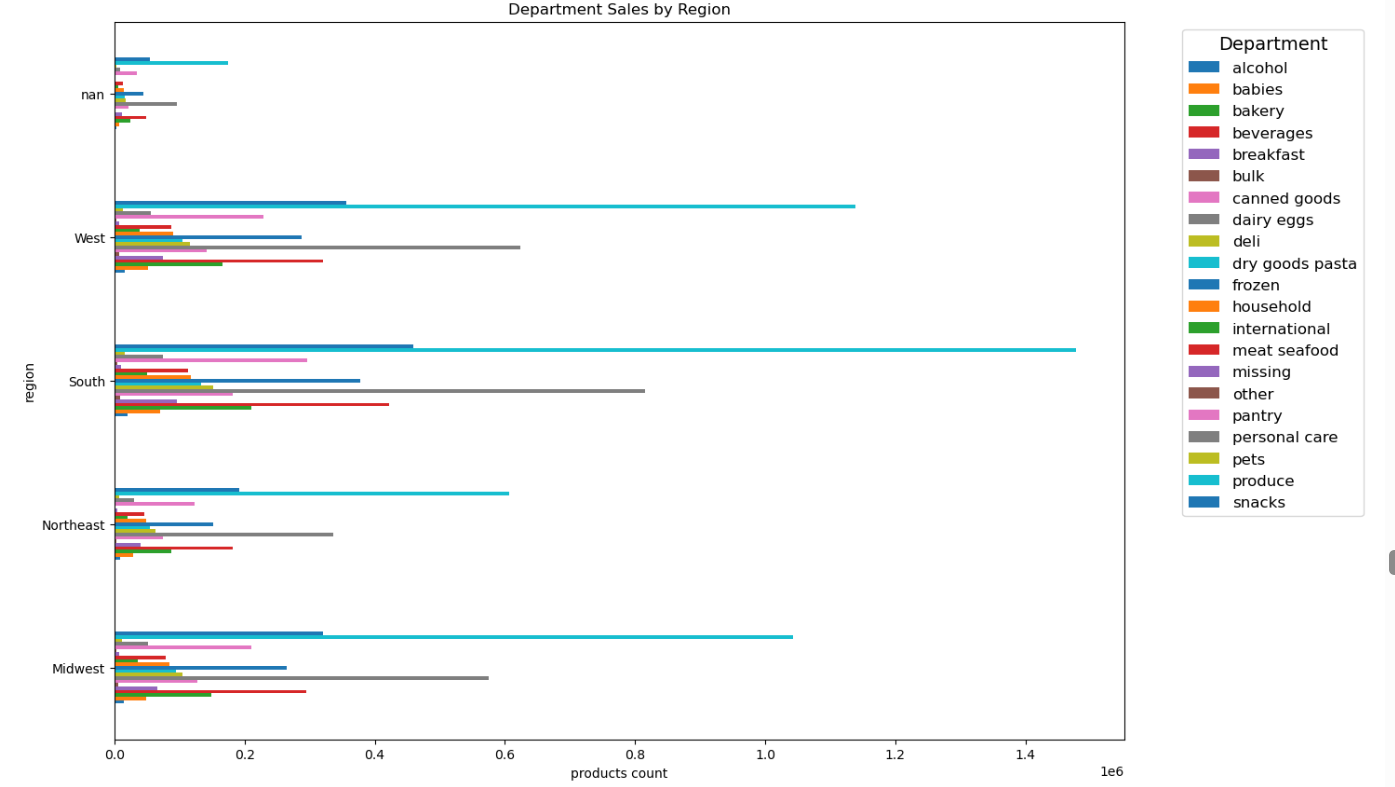 Department Sales by Region
nan
West
South
Northeast
Midwest
region
0.0 0.2 0.4 0.6 0.8 1.0 1.2 1.4
1e6
products count
Department
alcohol
babies
bakery
beverages
breakfast
bulk
canned goods
dairy eggs
deli
dry goods pasta
frozen
household
international
meat seafood
missing
other
pantry
personal care
pets
produce
snacks